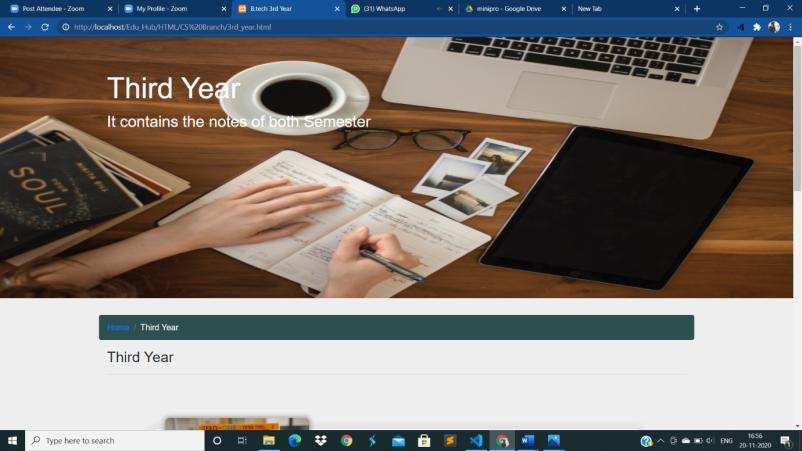 Post Attendee - Zoom
My Profile - Zoom
B.tech 3rd Year
(31) WhatsApp
minipro - Google Drive
New Tab
http://localhost/Edu_Hub/HTML/CS%20Branch/3rd_year.html
Third Year
It contains the notes of both Semester
SOUL
Home / Third Year
Third Year
Type here to search
ENG
16:56
20-11-2020